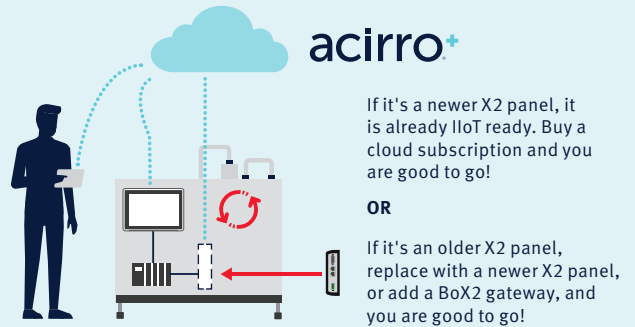 acirro+
If it's a newer X2 panel, it
is already IIoT ready. Buy a
cloud subscription and you
are good to go!
OR
If it's an older X2 panel,
replace with a newer X2 panel,
or add a BoX2 gateway, and
you are good to go!